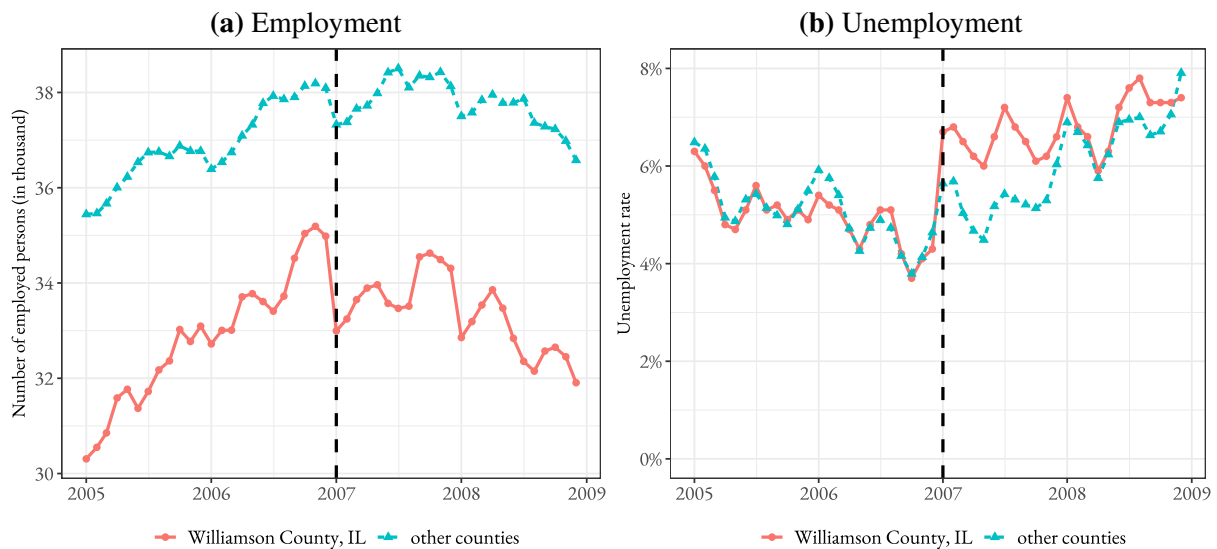 (a) Employment
Number of employed persons (in thousand)
38
36
34
32
30
2005 2006 2007 2008 2009
Williamson County, IL other counties
(b) Unemployment
Unemployment rate
8%
6%
4%
2%
0%
2005 2006 2007 2008 2009
Williamson County, IL other counties